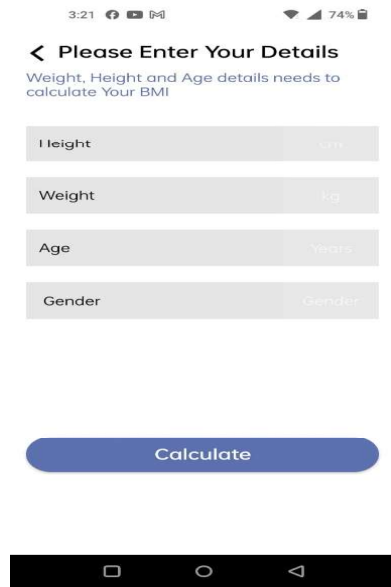 3:21 74%
Please Enter Your Details
Weight, Height and Age details needs to
calculate Your BMI
Height cm
Weight kg
Age Years
Gender Gender
Calculate